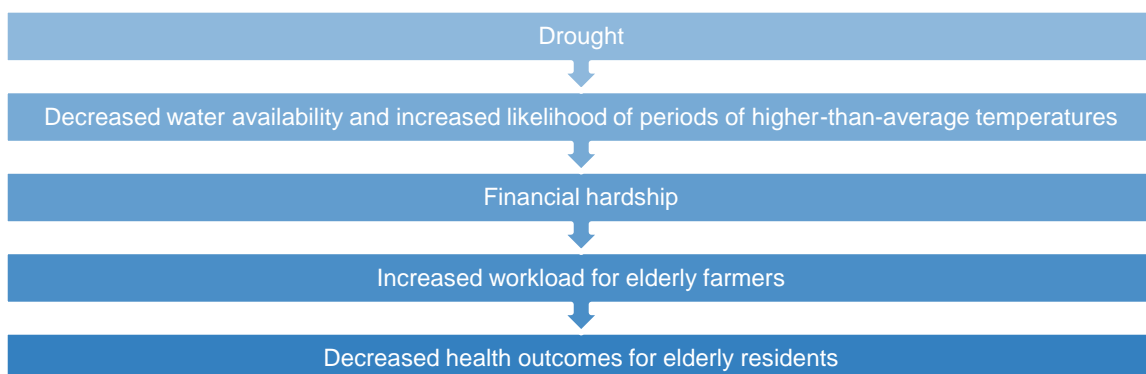 Drought
Decreased water availability and increased likelihood of periods of higher-than-average temperatures
Financial hardship
Increased workload for elderly farmers
Decreased health outcomes for elderly residents